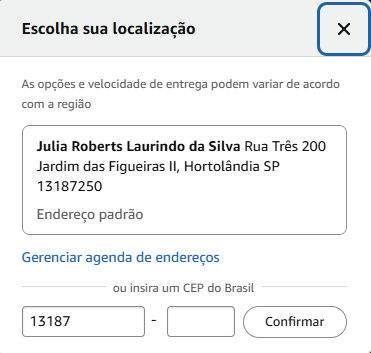 Escolha sua localização
As opções e velocidade de entrega podem variar de acordo
com a região
Julia Roberts Laurindo da Silva Rua Três 200
Jardim das Figueiras II, Hortolândia SP
13187250
Endereço padrão
Gerenciar agenda de endereços
ou insira um CEP do Brasil
13187 - Confirmar